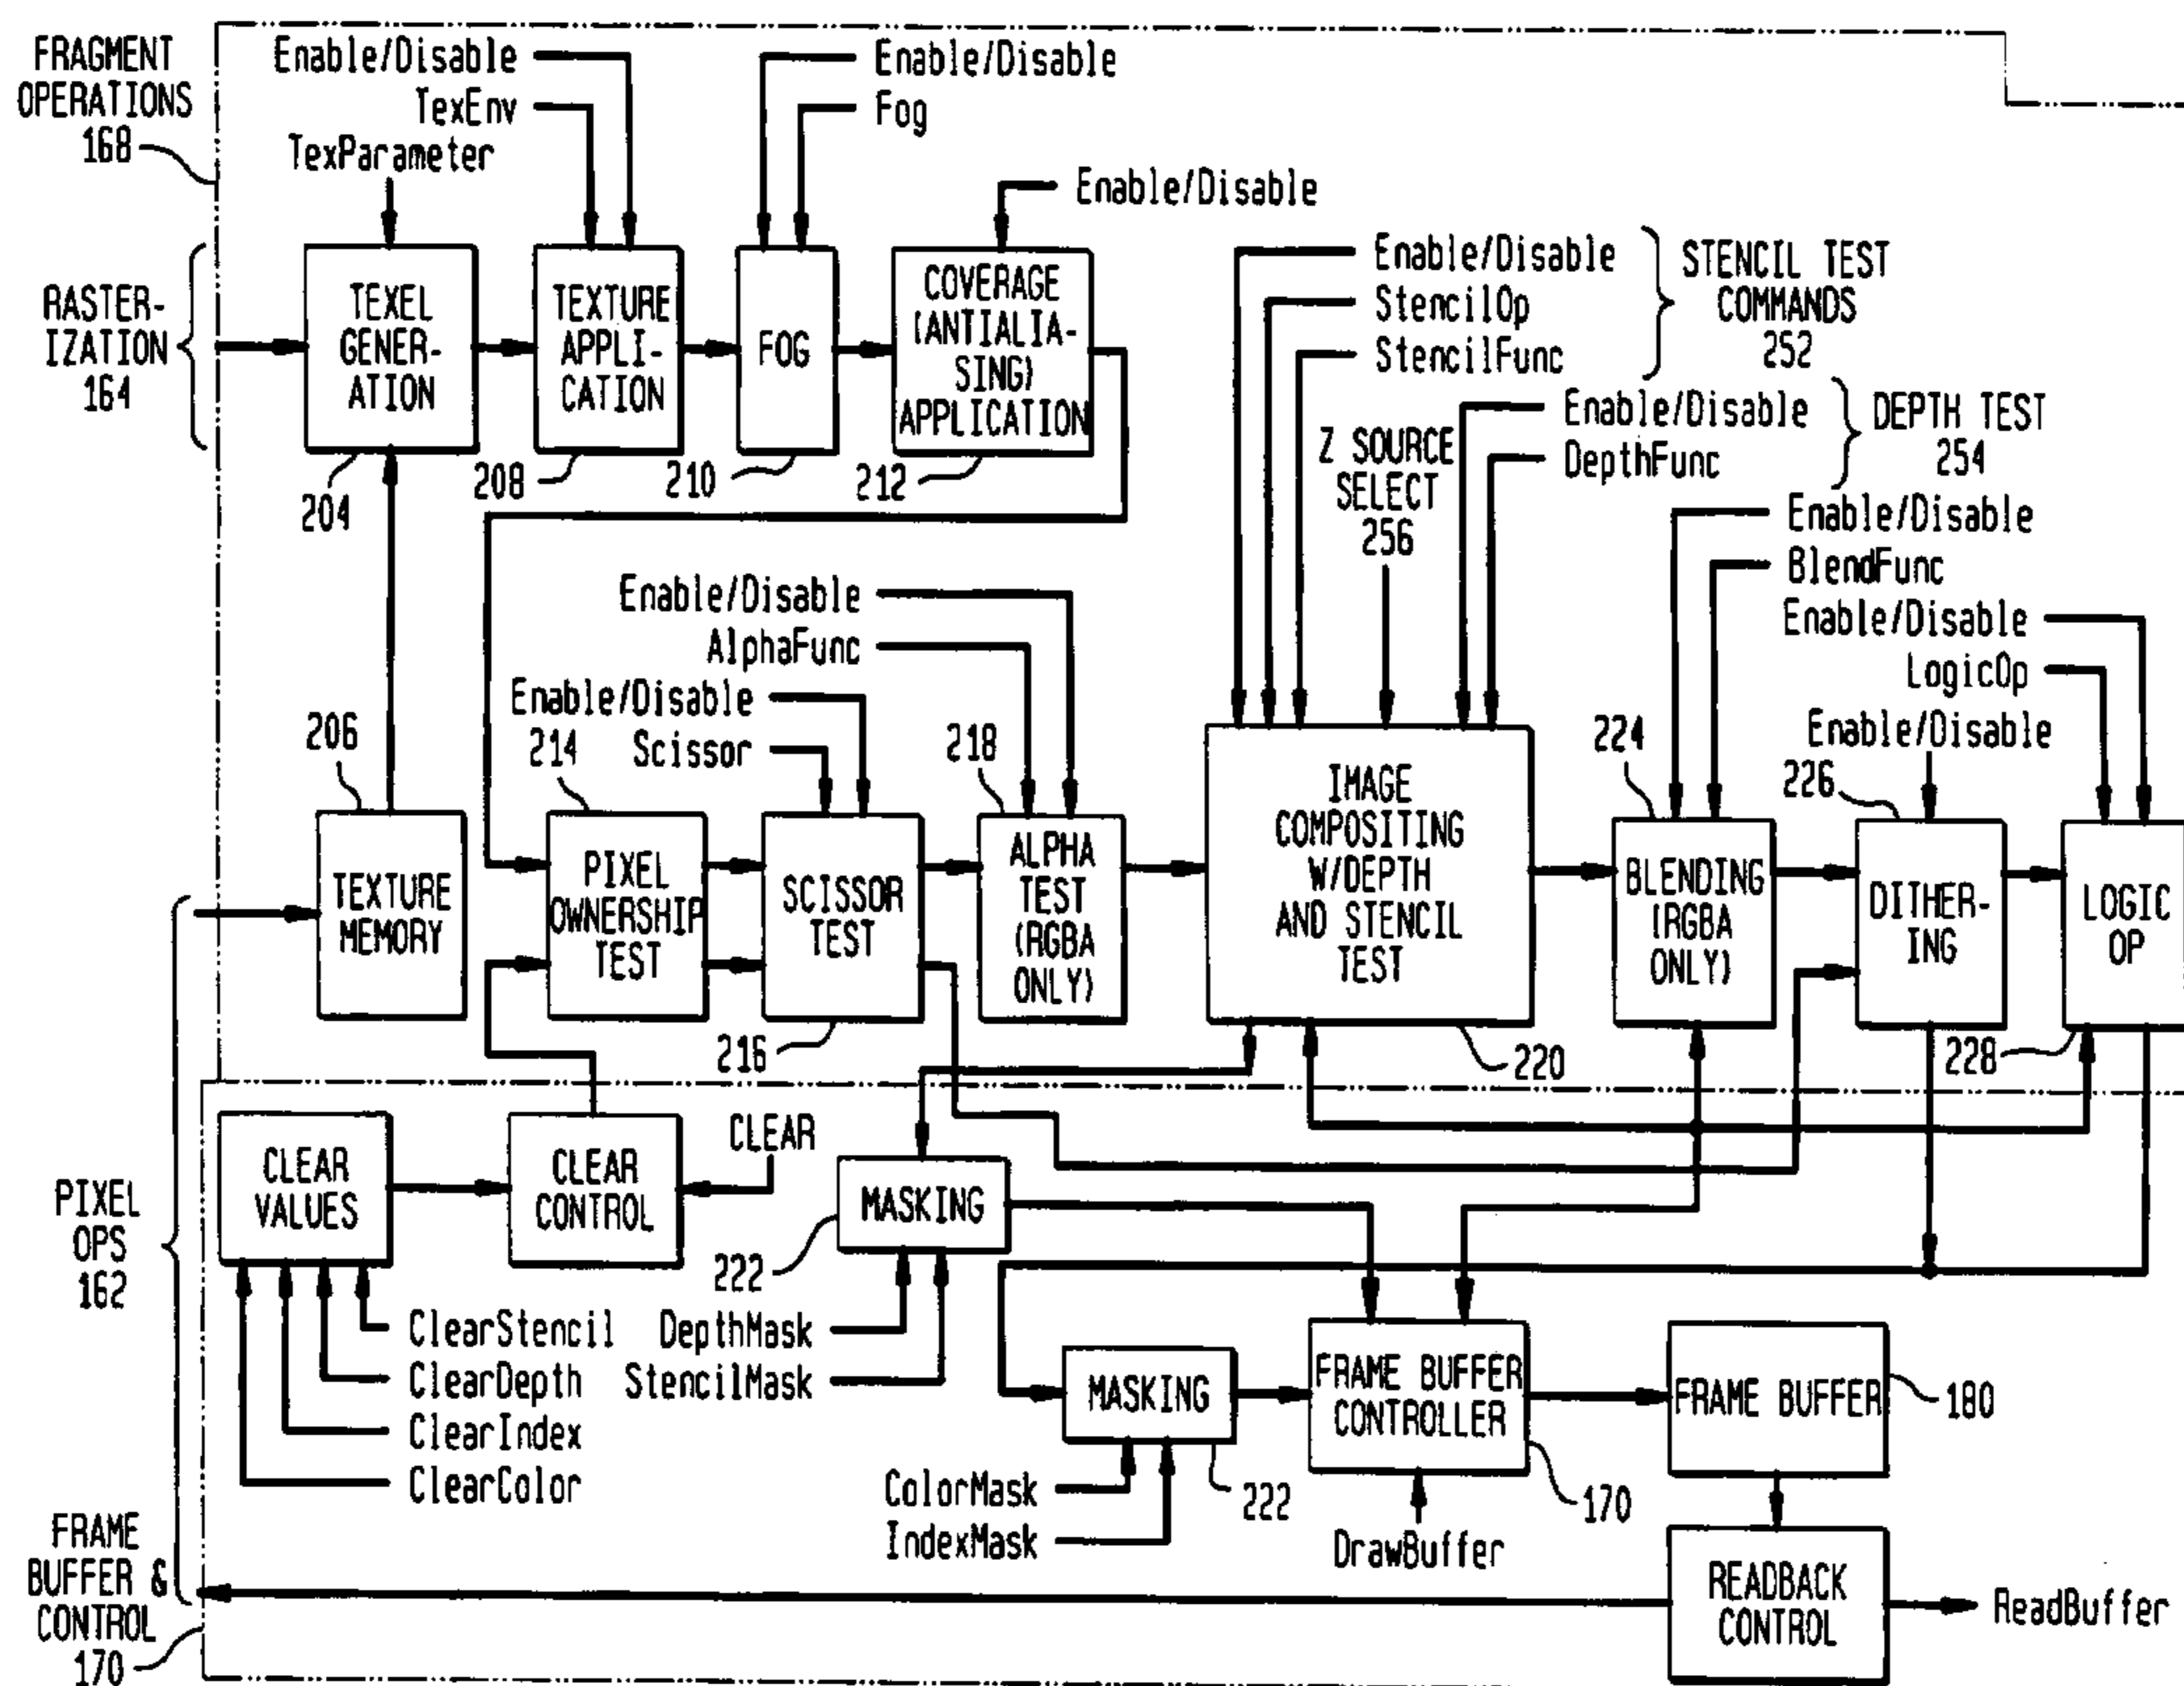 FRAGMENT
OPERATIONS
168
Enable/Disable
TexEnv
TexParameter
Enable/Disable
Fog
Enable/Disable
RASTER-
IZATION
164
TEXEL
GENER-
ATION
204
TEXTURE
APPLI-
CATION
208
FOG
210
COVERAGE
(ANTIALIA-
SING)
APPLICATION
212
Enable/Disable
StencilOp
StencilFunc
STENCIL TEST
COMMANDS
252
Z SOURCE
SELECT
256
Enable/Disable
DepthFunc
DEPTH TEST
254
Enable/Disable
BlendFunc
Enable/Disable
LogicOp
Enable/Disable
Enable/Disable
AlphaFunc
Enable/Disable
Scissor
206
TEXTURE
MEMORY
214
PIXEL
OWNERSHIP
TEST
SCISSOR
TEST
216
218
ALPHA
TEST
(RGBA
ONLY)
IMAGE
COMPOSITING
W/DEPTH
AND STENCIL
TEST
220
224
BLENDING
(RGBA
ONLY)
226
DITHER-
ING
LOGIC
OP
228
PIXEL
OPS
162
CLEAR
VALUES
CLEAR
CONTROL
CLEAR
MASKING
222
ClearStencil
ClearDepth
ClearIndex
ClearColor
DepthMask
StencilMask
MASKING
222
ColorMask
IndexMask
FRAME BUFFER
CONTROLLER
170
DrawBuffer
FRAME BUFFER
180
READBACK
CONTROL
ReadBuffer
FRAME
BUFFER &
CONTROL
170